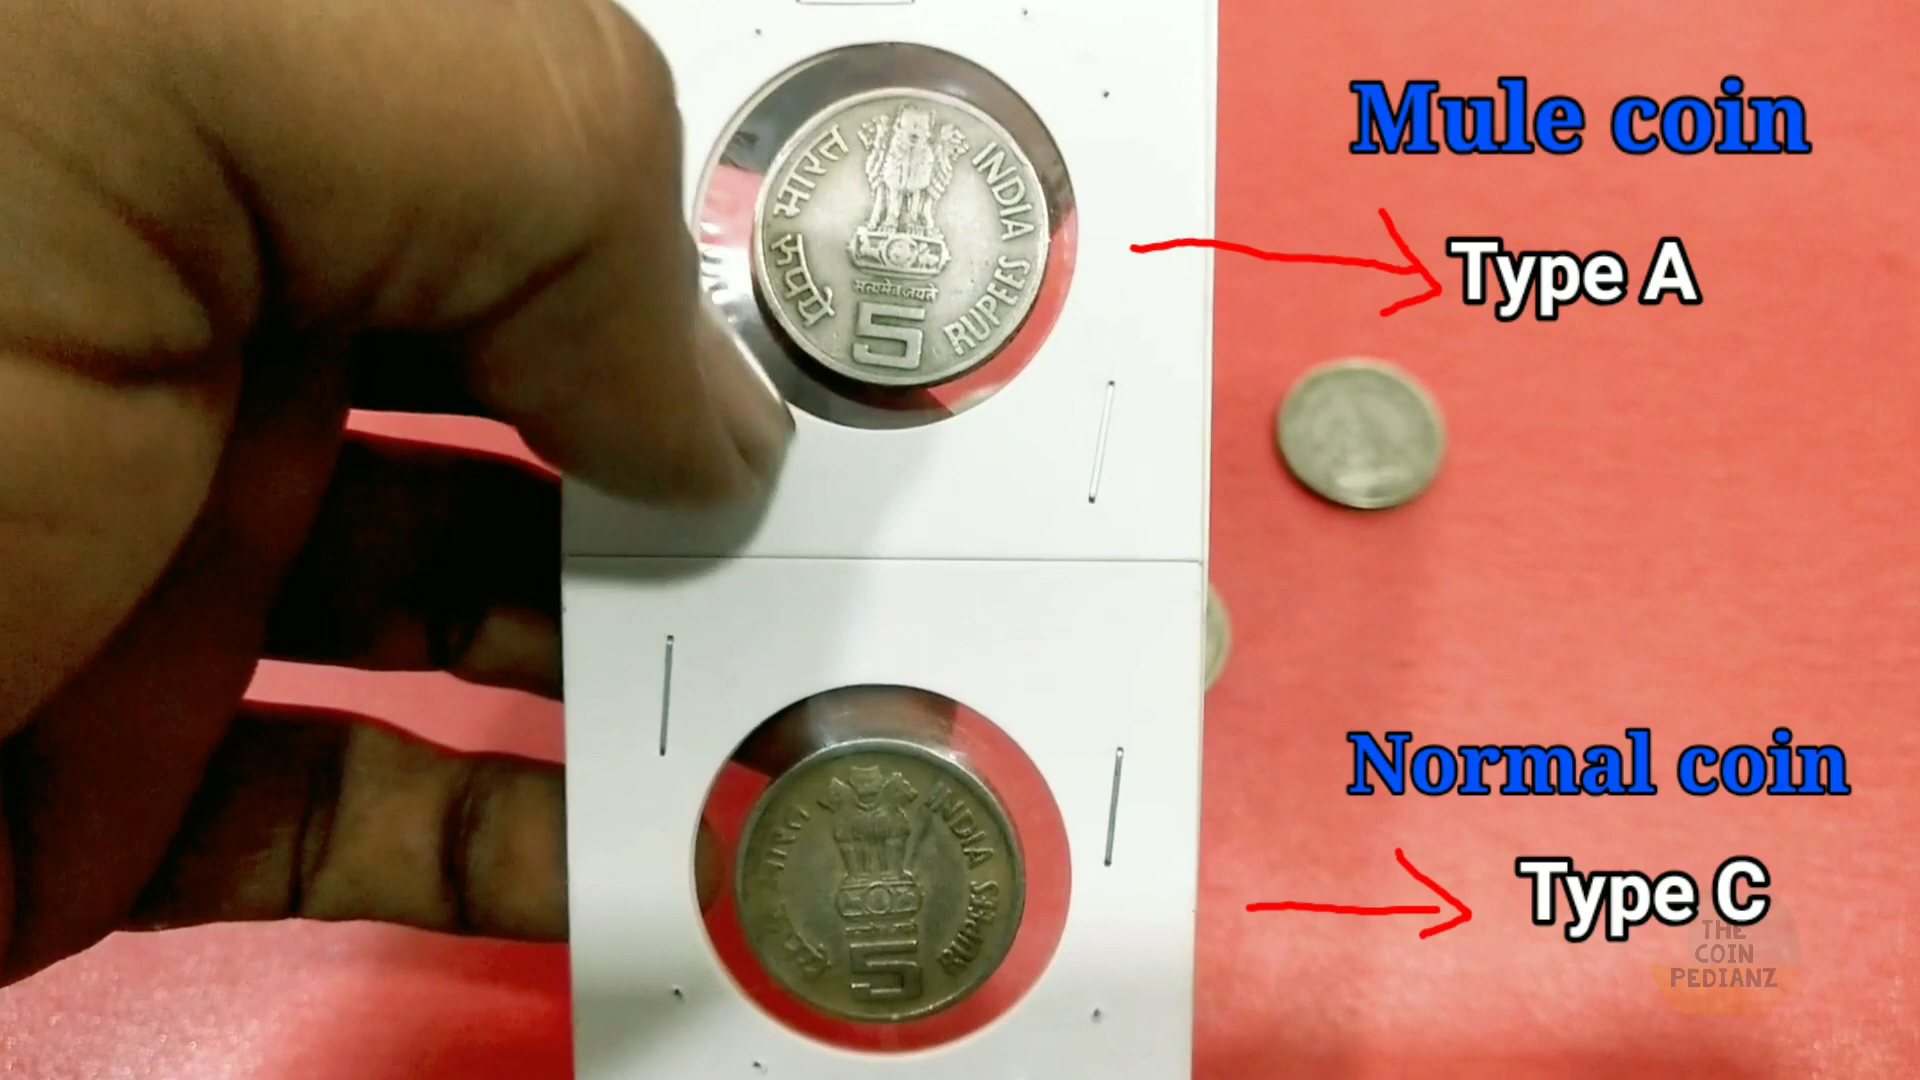 Mule coin
Type A
भारत
रुपये
INDIA
RUPEES
सत्यमेव जयते
5
Normal coin
Type C
INDIA
RUPEES
5
THE
COIN
PEDIANZ